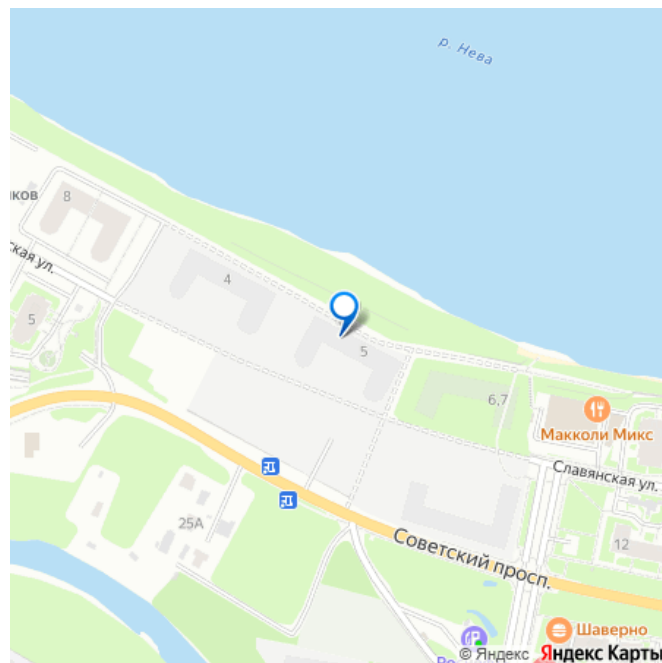 р. Нева
ков
8
ская ул.
4
5
5
6,7
Макколи Микс
Славянская ул.
25А
Советский просп.
12
Шаверно
© Яндекс Яндекс Карты